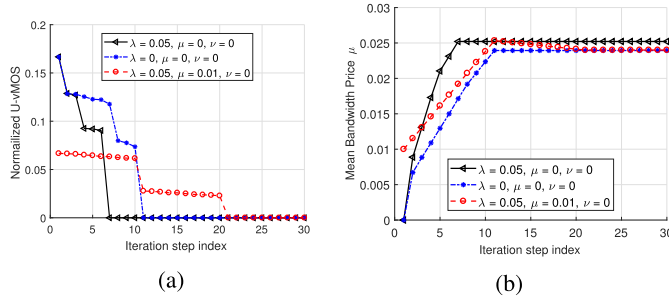 0.2
0.15
0.1
0.05
0
0 5 10 15 20 25 30
Normailzed U-vMOS
Iteration step index
λ = 0.05, μ = 0, ν = 0
λ = 0, μ = 0, ν = 0
λ = 0.05, μ = 0.01, ν = 0
(a)
0.03
0.025
0.02
0.015
0.01
0.005
0
0 5 10 15 20 25 30
Mean Bandwidth Price μ
Iteration step index
λ = 0.05, μ = 0, ν = 0
λ = 0, μ = 0, ν = 0
λ = 0.05, μ = 0.01, ν = 0
(b)